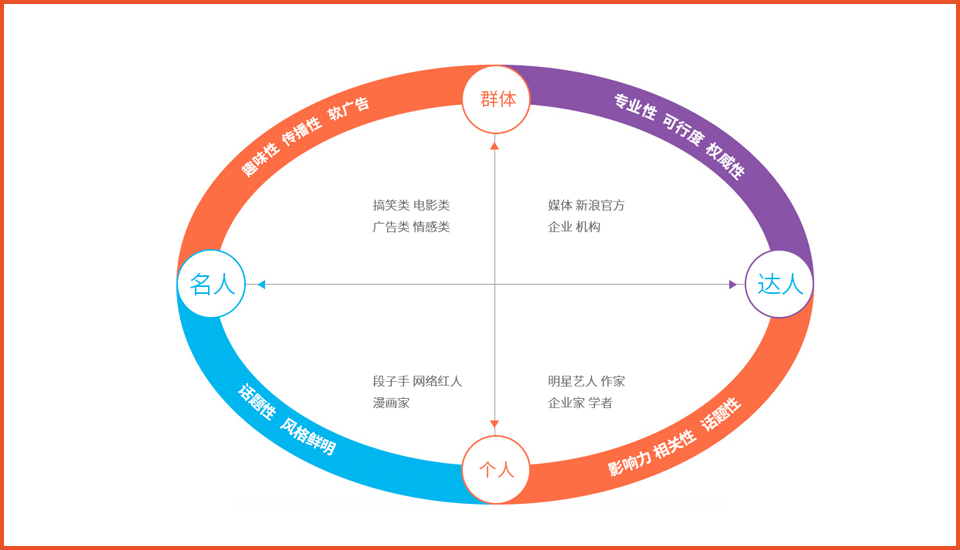 群体
趣味性 传播性 软广告
专业性 可行度 权威性
搞笑类 电影类
广告类 情感类
媒体 新浪官方
企业 机构
名人
达人
段子手 网络红人
漫画家
明星艺人 作家
企业家 学者
话题性 风格鲜明
影响力 相关性 话题性
个人